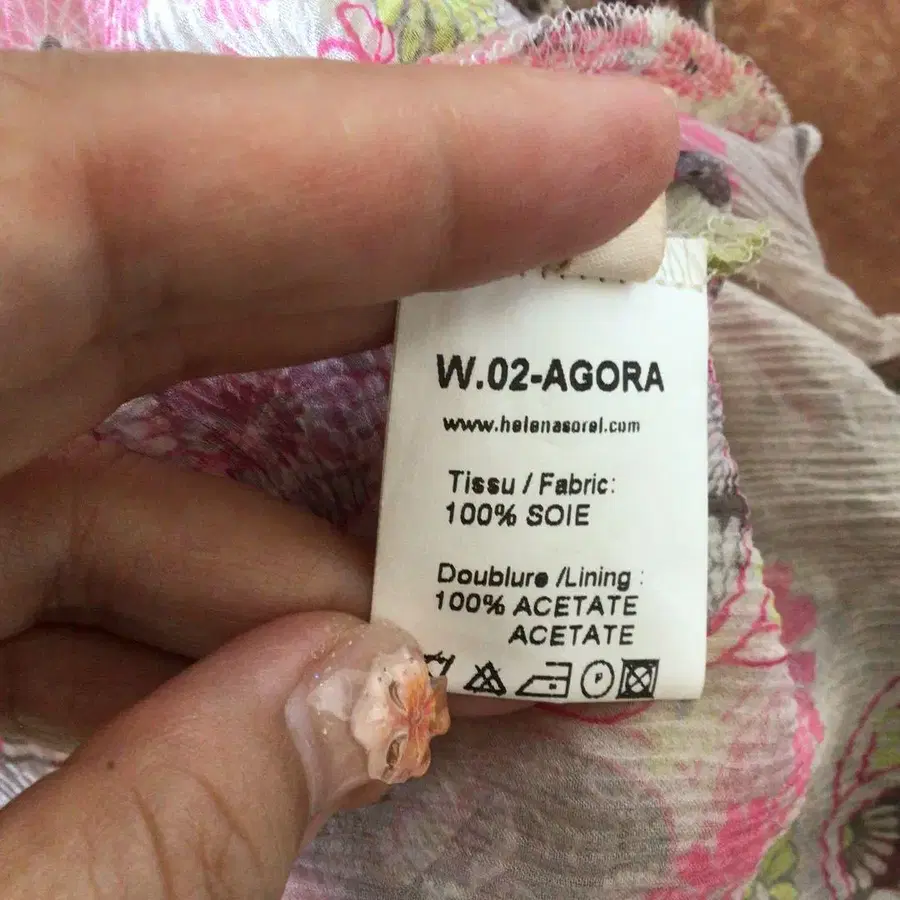 W.02-AGORA
www.helenasorel.com
Tissu / Fabric:
100% SOIE
Doublure /Lining :
100% ACETATE
ACETATE
P